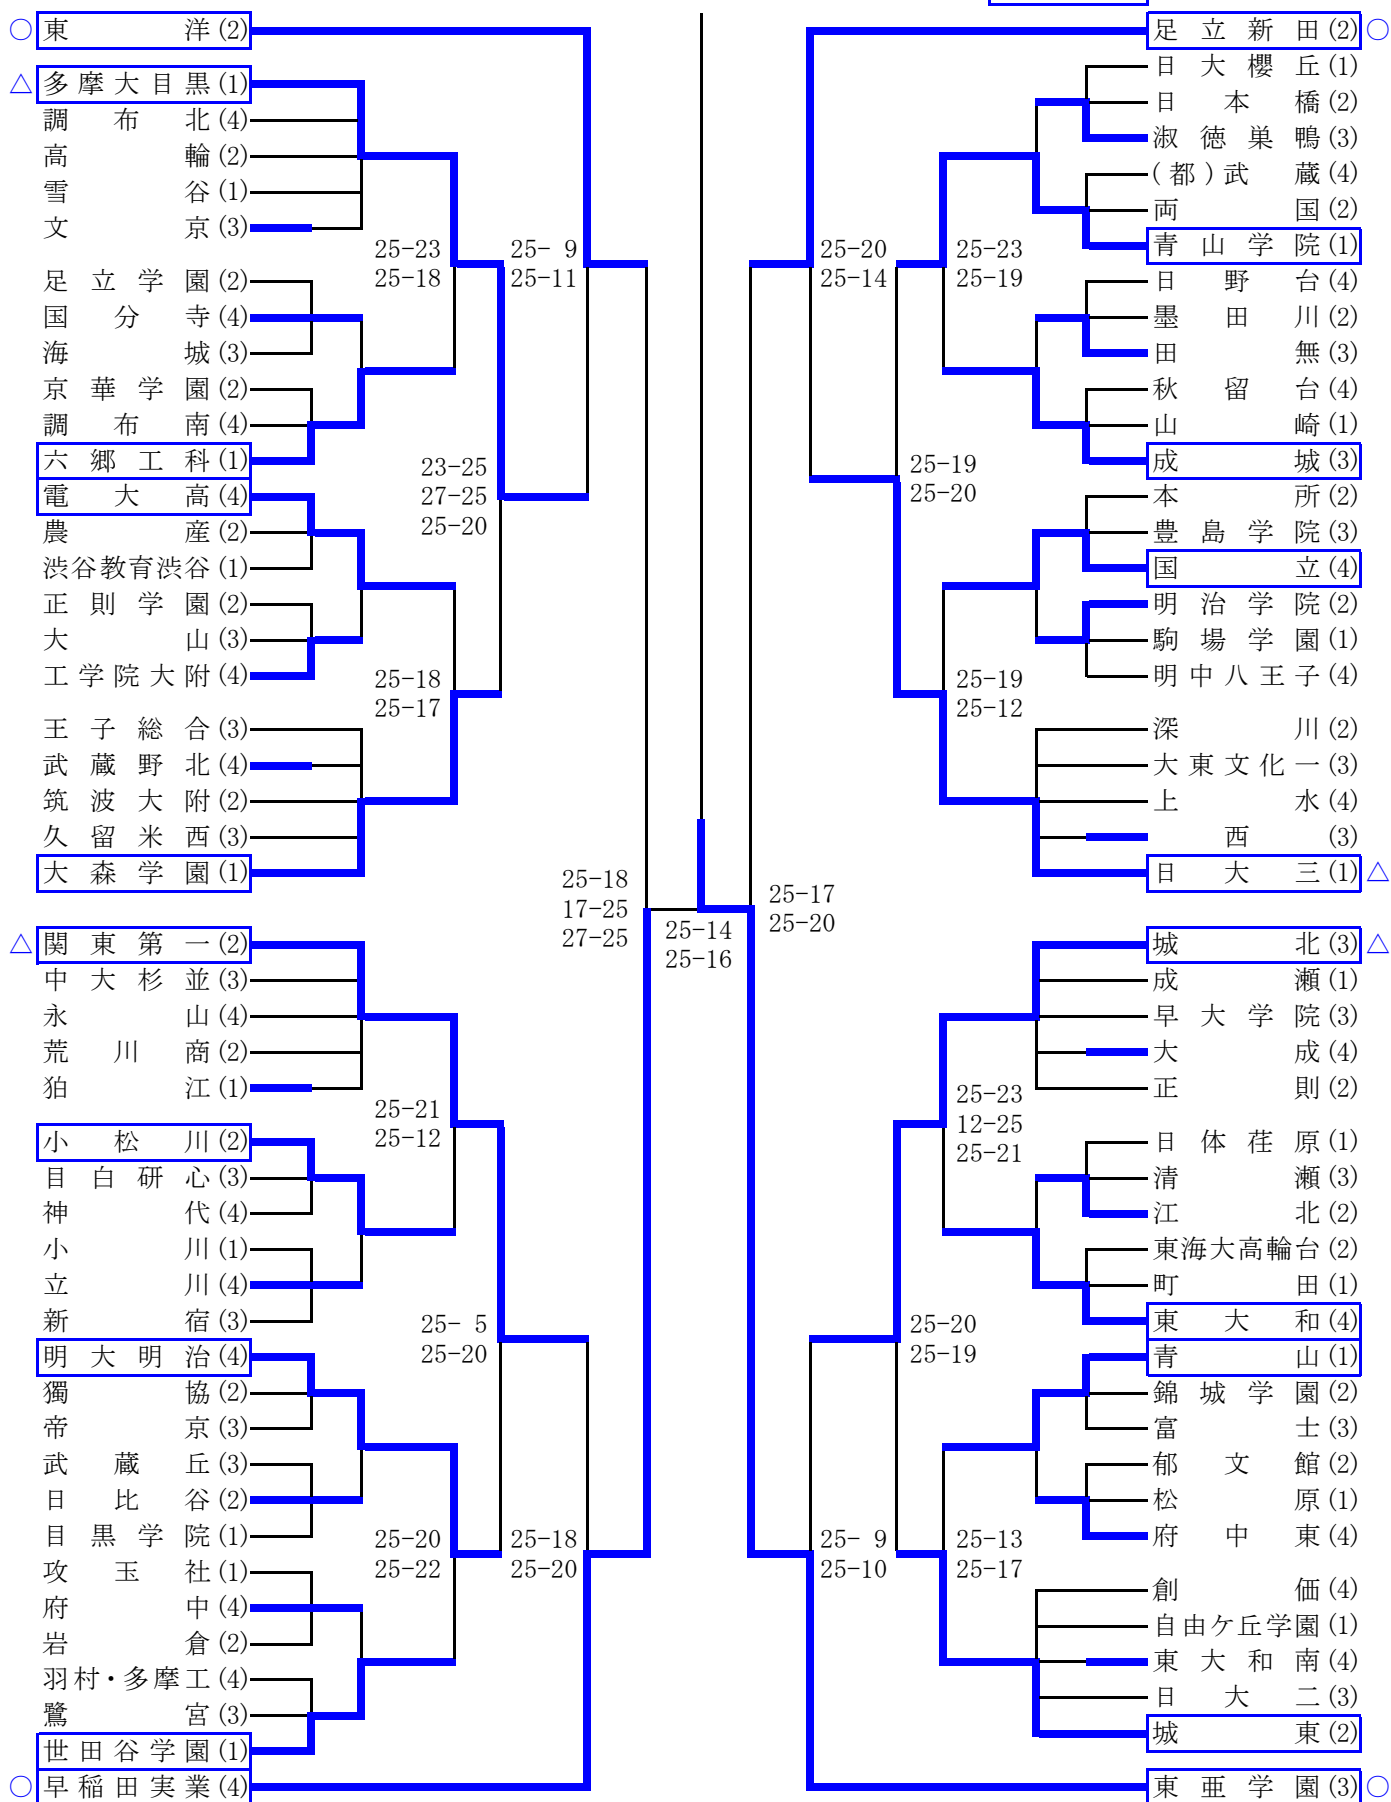 ○ 東洋(2)
△ 多摩大目黒(1)
調布北(4)
高輪(2)
雪谷(1)
文京(3)
足立学園(2)
国分寺(4)
海城(3)
京華学園(2)
調布南(4)
六郷工科(1)
電大高(4)
農産(2)
渋谷教育渋谷(1)
正則学園(2)
大山(3)
工学院大附(4)
王子総合(3)
武蔵野北(4)
筑波大附(2)
久留米西(3)
大森学園(1)
△ 関東第一(2)
中大杉並(3)
永山(4)
荒川商(2)
狛江(1)
小松川(2)
目白研心(3)
神代(4)
小川(1)
立川(4)
新宿(3)
明大明治(4)
獨協(2)
帝京(3)
武蔵丘(3)
日比谷(2)
目黒学院(1)
攻玉社(1)
府中(4)
岩倉(2)
羽村・多摩工(4)
鷺宮(3)
世田谷学園(1)
○ 早稲田実業(4)
25-23
25-18
25- 9
25-11
23-25
27-25
25-20
25-18
25-17
25-18
17-25
27-25
25-21
25-12
25- 5
25-20
25-20
25-22
25-18
25-20
25-14
25-16
25-17
25-20
25-20
25-14
25-23
25-19
25-19
25-20
25-19
25-12
25-23
12-25
25-21
25-20
25-19
25- 9
25-10
25-13
25-17
足立新田(2) ○
日大櫻丘(1)
日本橋(2)
淑徳巣鴨(3)
(都)武蔵(4)
両国(2)
青山学院(1)
日野台(4)
墨田川(2)
田無(3)
秋留台(4)
山崎(1)
成城(3)
本所(2)
豊島学院(3)
国立(4)
明治学院(2)
駒場学園(1)
明中八王子(4)
深川(2)
大東文化一(3)
上水(4)
西(3)
日大三(1) △
城北(3) △
成瀬(1)
早大学院(3)
大成(4)
正則(2)
日体荏原(1)
清瀬(3)
江北(2)
東海大高輪台(2)
町田(1)
東大和(4)
青山(1)
錦城学園(2)
富士(3)
郁文館(2)
松原(1)
府中東(4)
創価(4)
自由ケ丘学園(1)
東大和南(4)
日大二(3)
城東(2)
東亜学園(3) ○